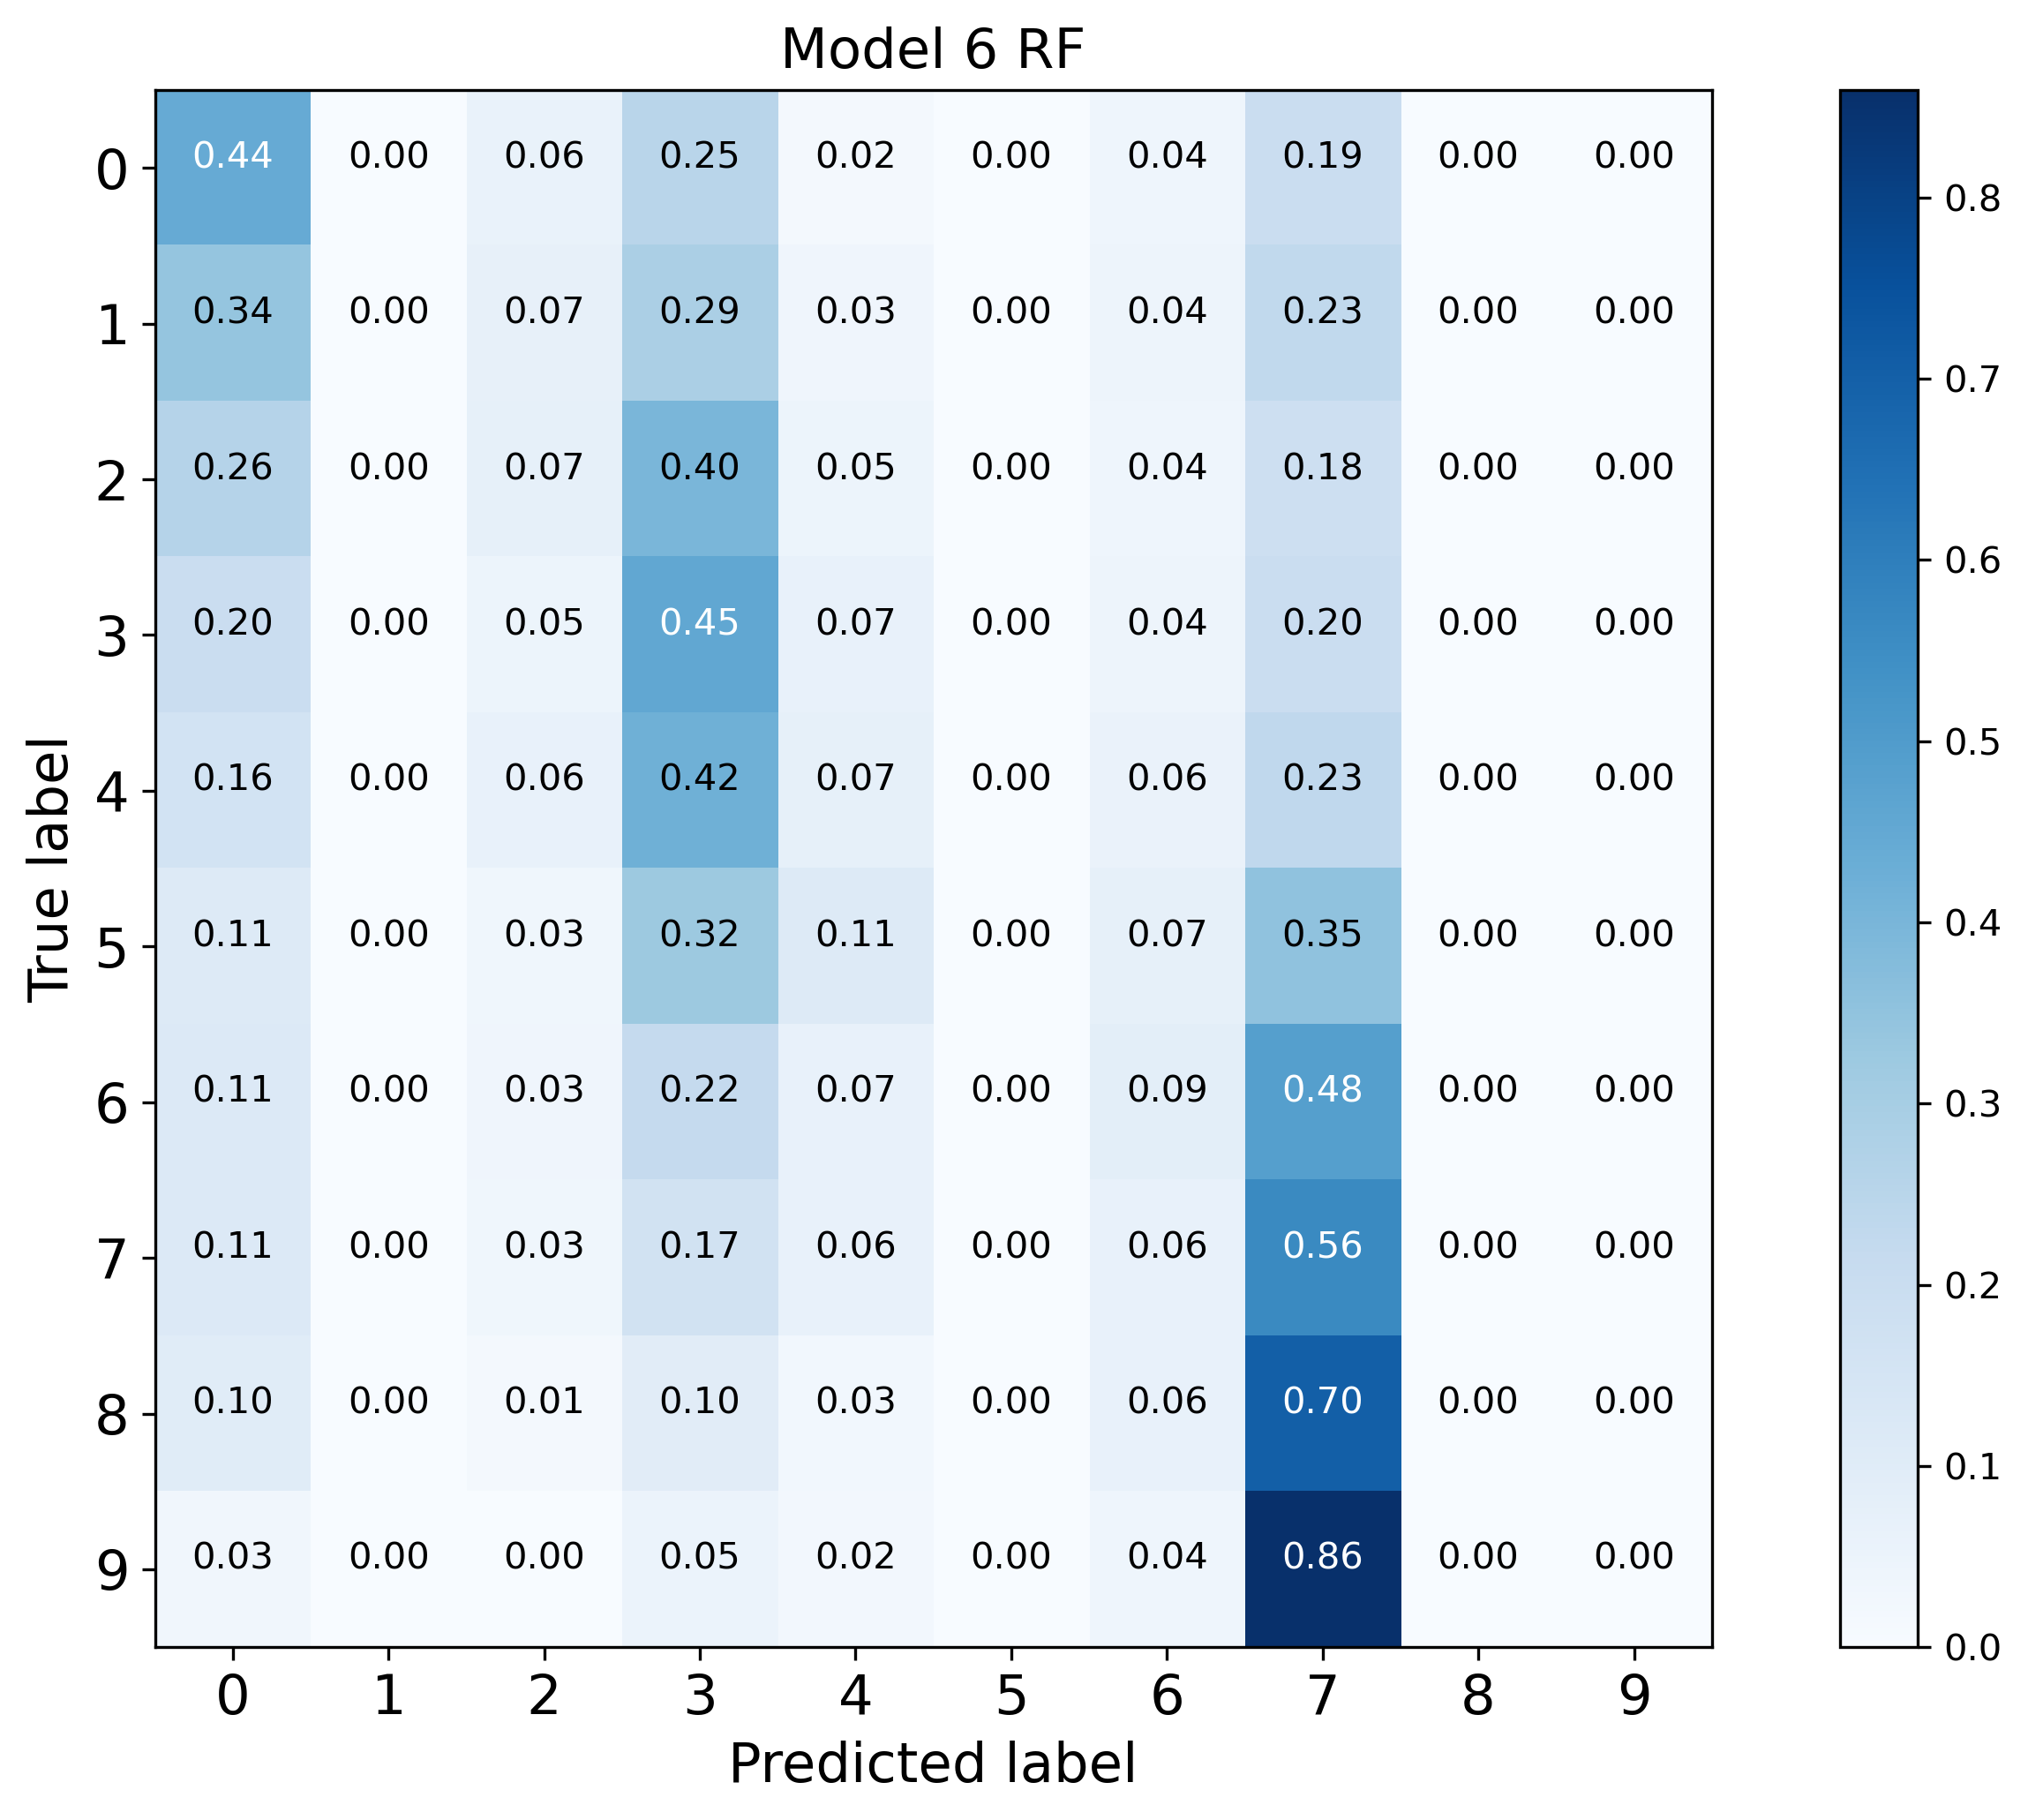 Model 6 RF
True label
0 0.44 0.00 0.06 0.25 0.02 0.00 0.04 0.19 0.00 0.00
1 0.34 0.00 0.07 0.29 0.03 0.00 0.04 0.23 0.00 0.00
2 0.26 0.00 0.07 0.40 0.05 0.00 0.04 0.18 0.00 0.00
3 0.20 0.00 0.05 0.45 0.07 0.00 0.04 0.20 0.00 0.00
4 0.16 0.00 0.06 0.42 0.07 0.00 0.06 0.23 0.00 0.00
5 0.11 0.00 0.03 0.32 0.11 0.00 0.07 0.35 0.00 0.00
6 0.11 0.00 0.03 0.22 0.07 0.00 0.09 0.48 0.00 0.00
7 0.11 0.00 0.03 0.17 0.06 0.00 0.06 0.56 0.00 0.00
8 0.10 0.00 0.01 0.10 0.03 0.00 0.06 0.70 0.00 0.00
9 0.03 0.00 0.00 0.05 0.02 0.00 0.04 0.86 0.00 0.00
0 1 2 3 4 5 6 7 8 9
Predicted label
0.8
0.7
0.6
0.5
0.4
0.3
0.2
0.1
0.0